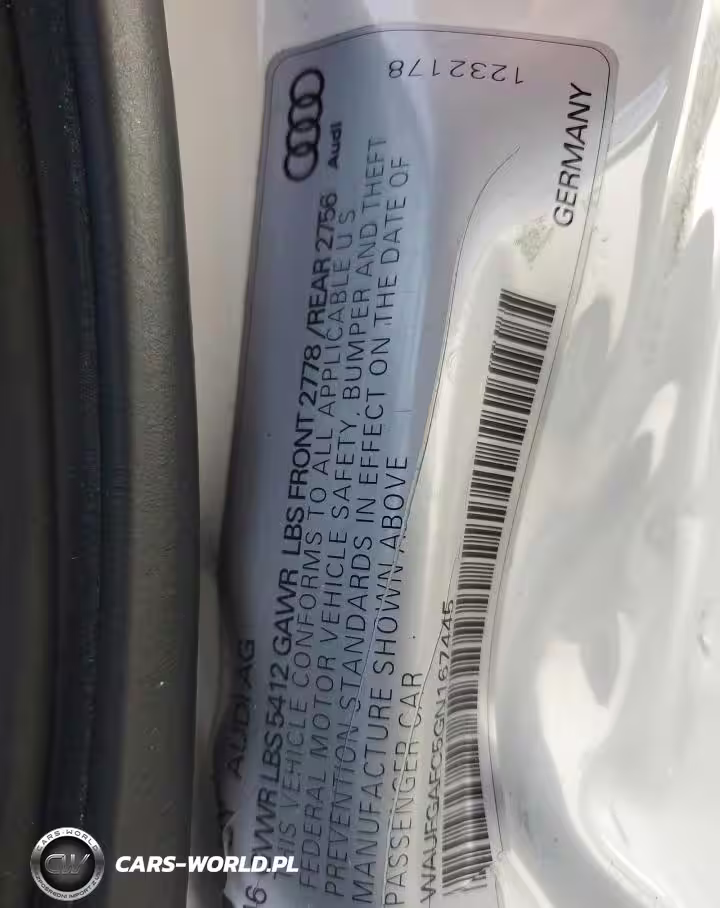 1232178
Audi
GERMANY
AUDI AG
GVWR LBS 5412 GAWR LBS FRONT 2778 /REAR 2756
THIS VEHICLE CONFORMS TO ALL APPLICABLE U S
FEDERAL MOTOR VEHICLE SAFETY, BUMPER AND THEFT
PREVENTION STANDARDS IN EFFECT ON THE DATE OF
MANUFACTURE SHOWN ABOVE
PASSENGER CAR
WAUFGAFC5GN167445
CARS-WORLD.PL